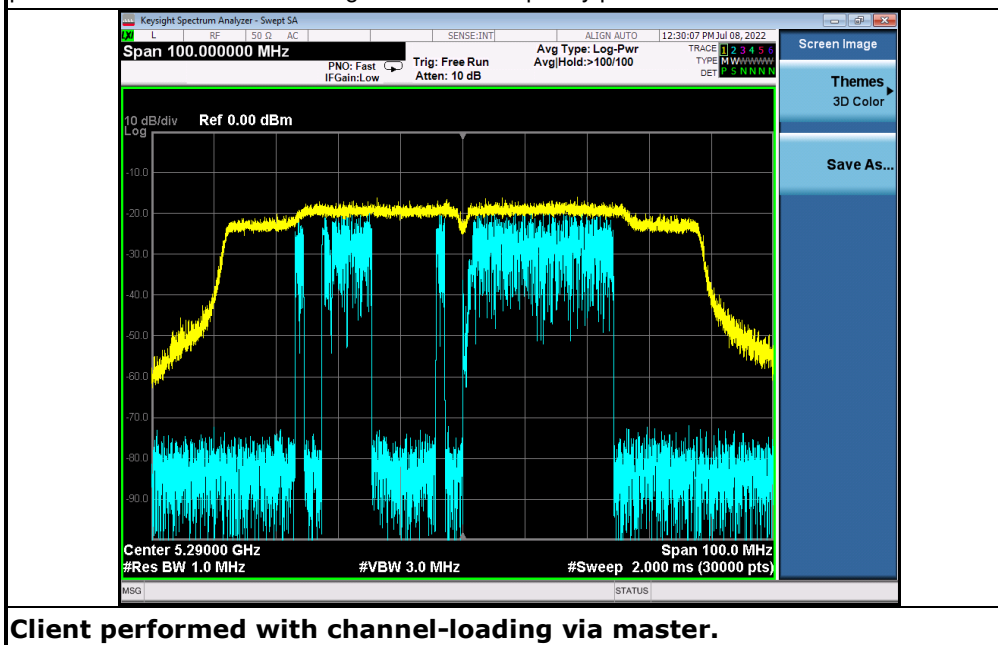 Keysight Spectrum Analyzer - Swept SA
LXI L RF 50 Ω AC SENSE:INT ALIGN AUTO 12:30:07 PM Jul 08, 2022
Span 100.000000 MHz
PNO: Fast
IFGain:Low
Trig: Free Run
Atten: 10 dB
Avg Type: Log-Pwr
Avg|Hold:>100/100
TRACE 1 2 3 4 5 6
TYPE M W W W W W
DET P S N N N N
Screen Image
Themes
3D Color
Save As...
10 dB/div Ref 0.00 dBm
Log
-10.0
-20.0
-30.0
-40.0
-50.0
-60.0
-70.0
-80.0
-90.0
Center 5.29000 GHz Span 100.0 MHz
#Res BW 1.0 MHz #VBW 3.0 MHz #Sweep 2.000 ms (30000 pts)
MSG STATUS
Client performed with channel-loading via master.